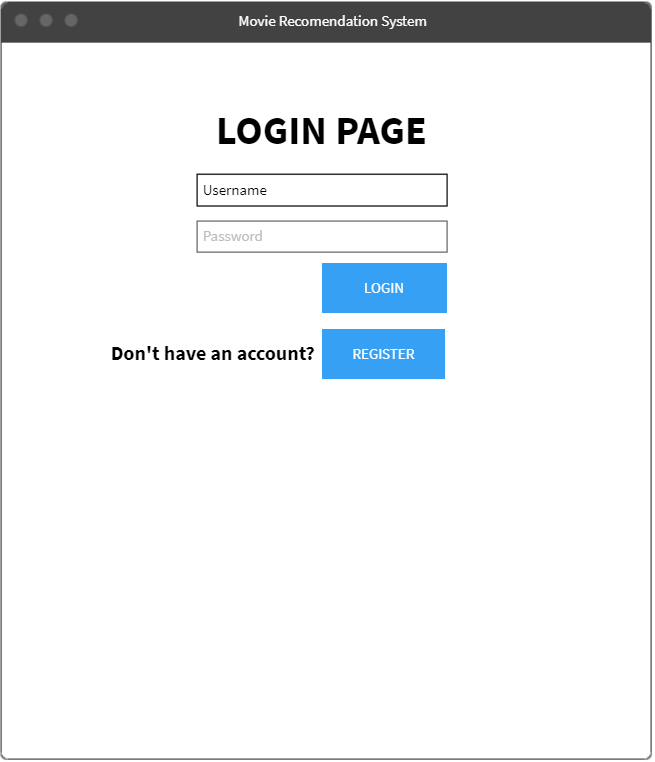 Movie Recomendation System
LOGIN PAGE
Username
Password
LOGIN
Don't have an account? REGISTER